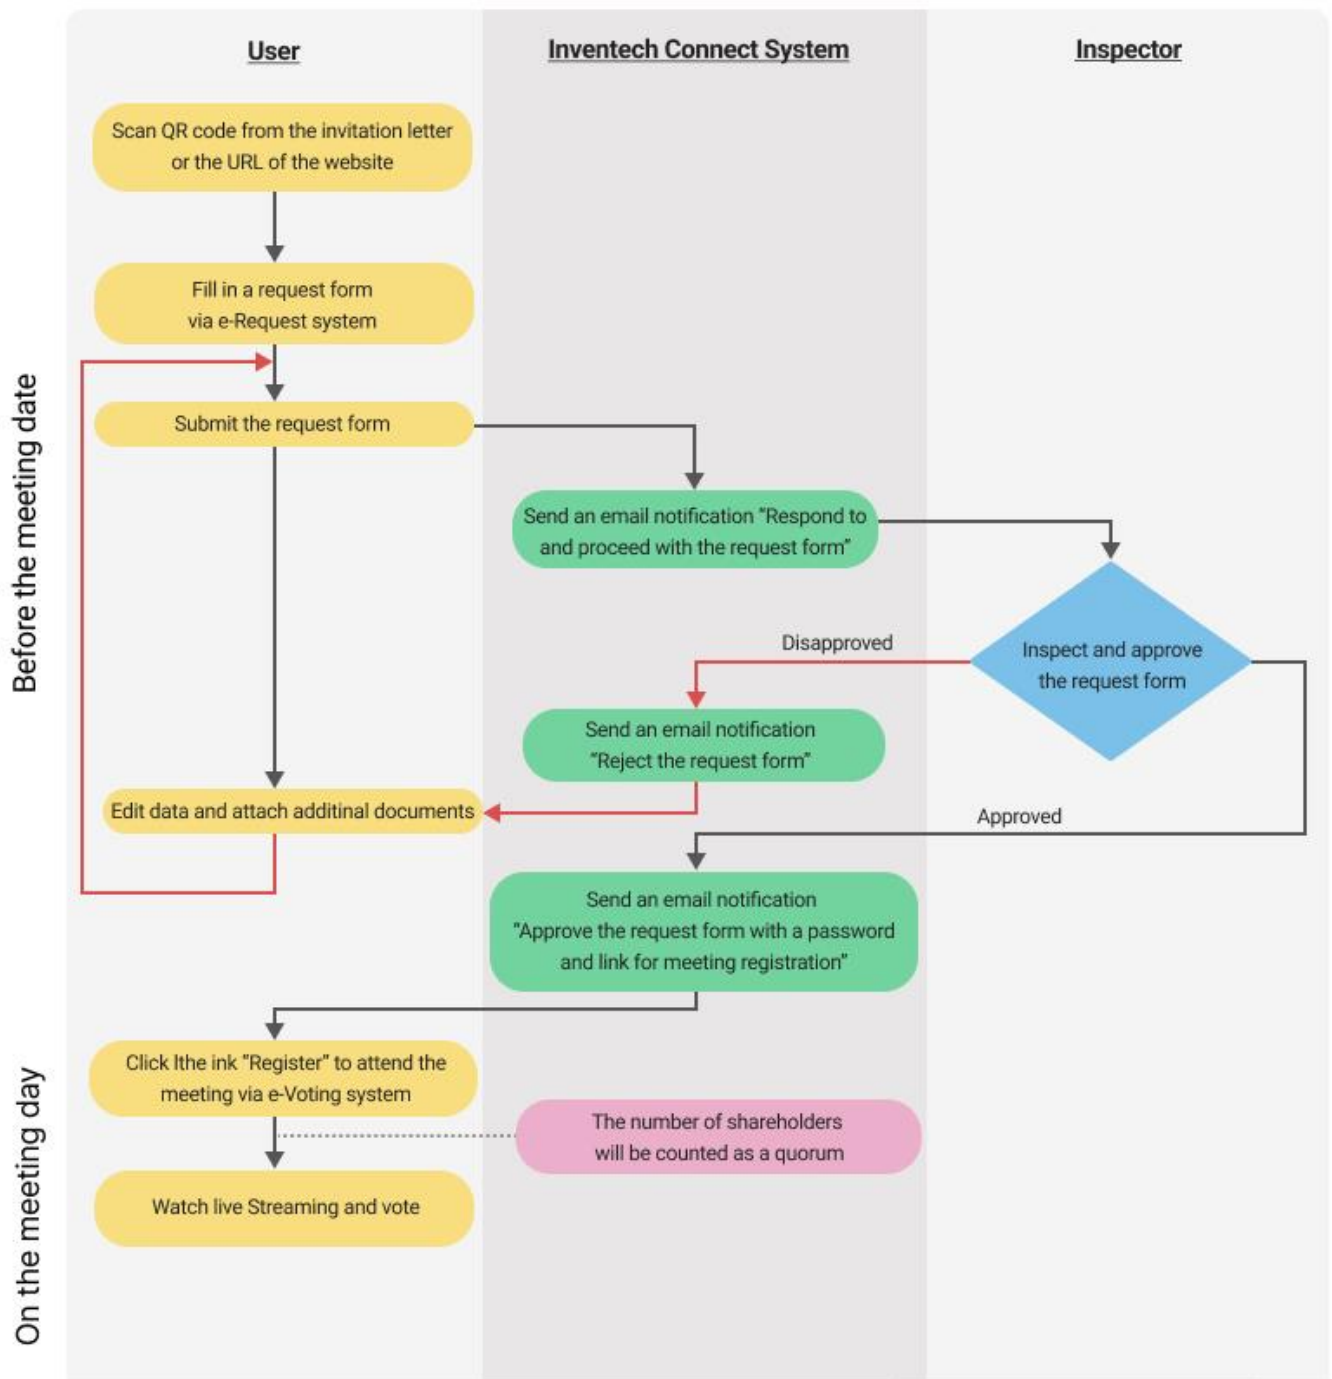 User
Inventech Connect System
Inspector
Scan QR code from the invitation letter
or the URL of the website
Fill in a request form
via e-Request system
Before the meeting date
Submit the request form
Send an email notification “Respond to
and proceed with the request form”
Disapproved
Inspect and approve
the request form
Send an email notification
“Reject the request form”
Edit data and attach additinal documents
Approved
Send an email notification
“Approve the request form with a password
and link for meeting registration”
On the meeting day
Click lthe ink “Register” to attend the
meeting via e-Voting system
The number of shareholders
will be counted as a quorum
Watch live Streaming and vote